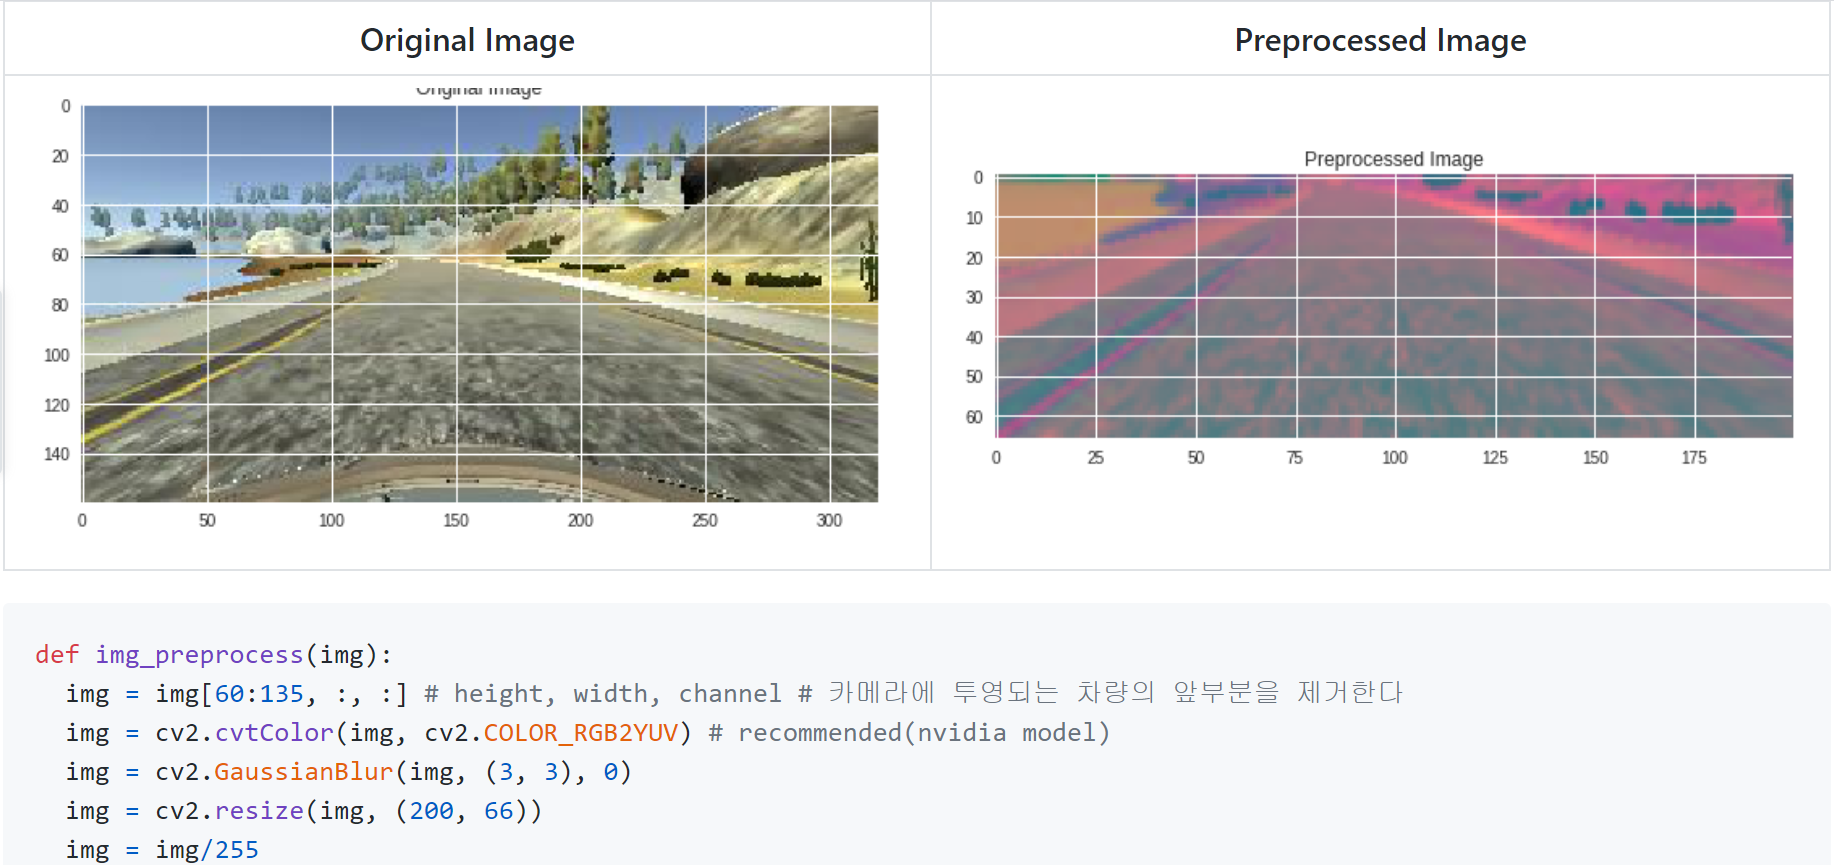 Original Image
Preprocessed Image
Original Image
0
20
40
60
80
100
120
140
0 50 100 150 200 250 300
Preprocessed Image
0
10
20
30
40
50
60
0 25 50 75 100 125 150 175
def img_preprocess(img):
img = img[60:135, :, :] # height, width, channel # 카메라에 투영되는 차량의 앞부분을 제거한다
img = cv2.cvtColor(img, cv2.COLOR_RGB2YUV) # recommended(nvidia model)
img = cv2.GaussianBlur(img, (3, 3), 0)
img = cv2.resize(img, (200, 66))
img = img/255